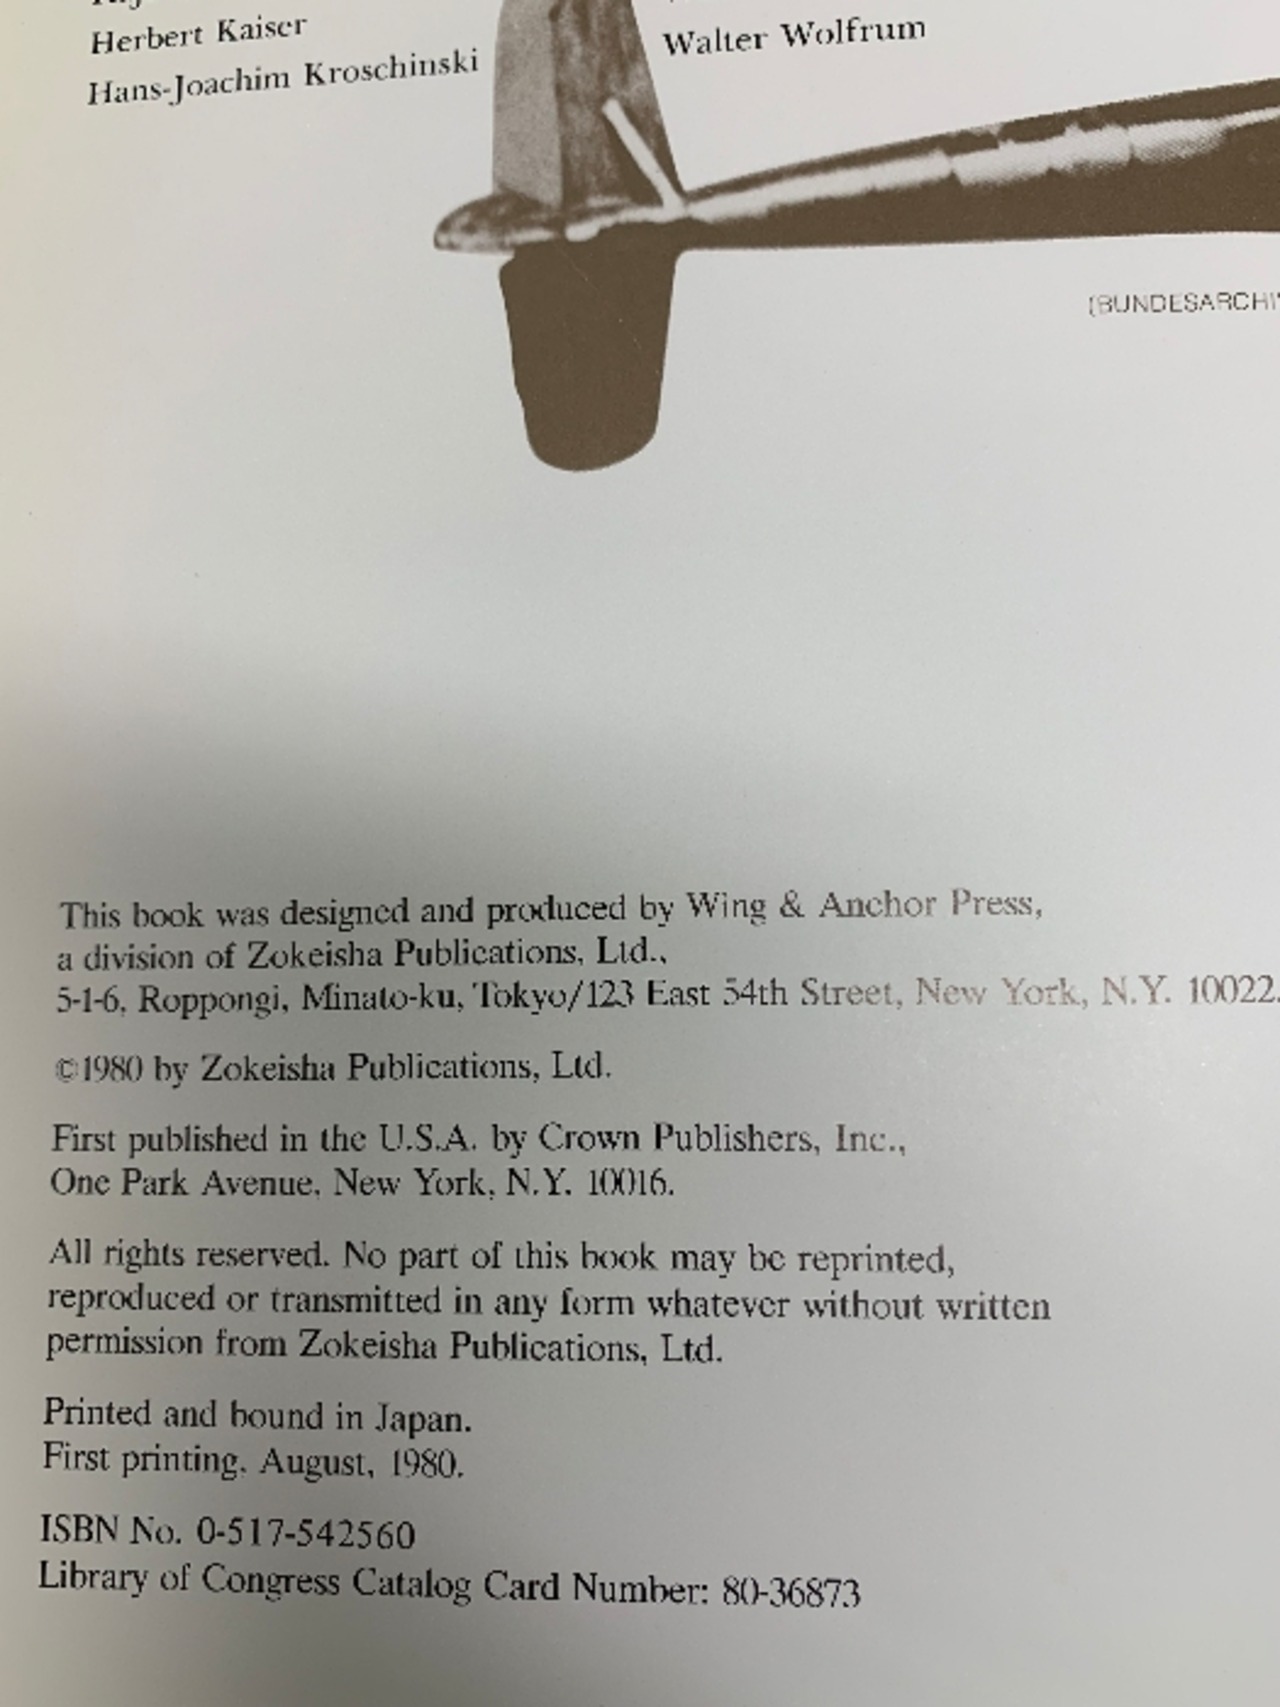 Herbert Kaiser
Hans-Joachim Kroschinski
Walter Wolfrum
This book was designed and produced by Wing & Anchor Press,
a division of Zokeisha Publications, Ltd.,
5-1-6, Roppongi, Minato-ku, Tokyo/123 East 54th Street, New York, N.Y. 10022.
©1980 by Zokeisha Publications, Ltd.
First published in the U.S.A. by Crown Publishers, Inc.,
One Park Avenue, New York, N.Y. 10016.
All rights reserved. No part of this book may be reprinted,
reproduced or transmitted in any form whatever without written
permission from Zokeisha Publications, Ltd.
Printed and bound in Japan.
First printing, August, 1980.
ISBN No. 0-517-542560
Library of Congress Catalog Card Number: 80-36873